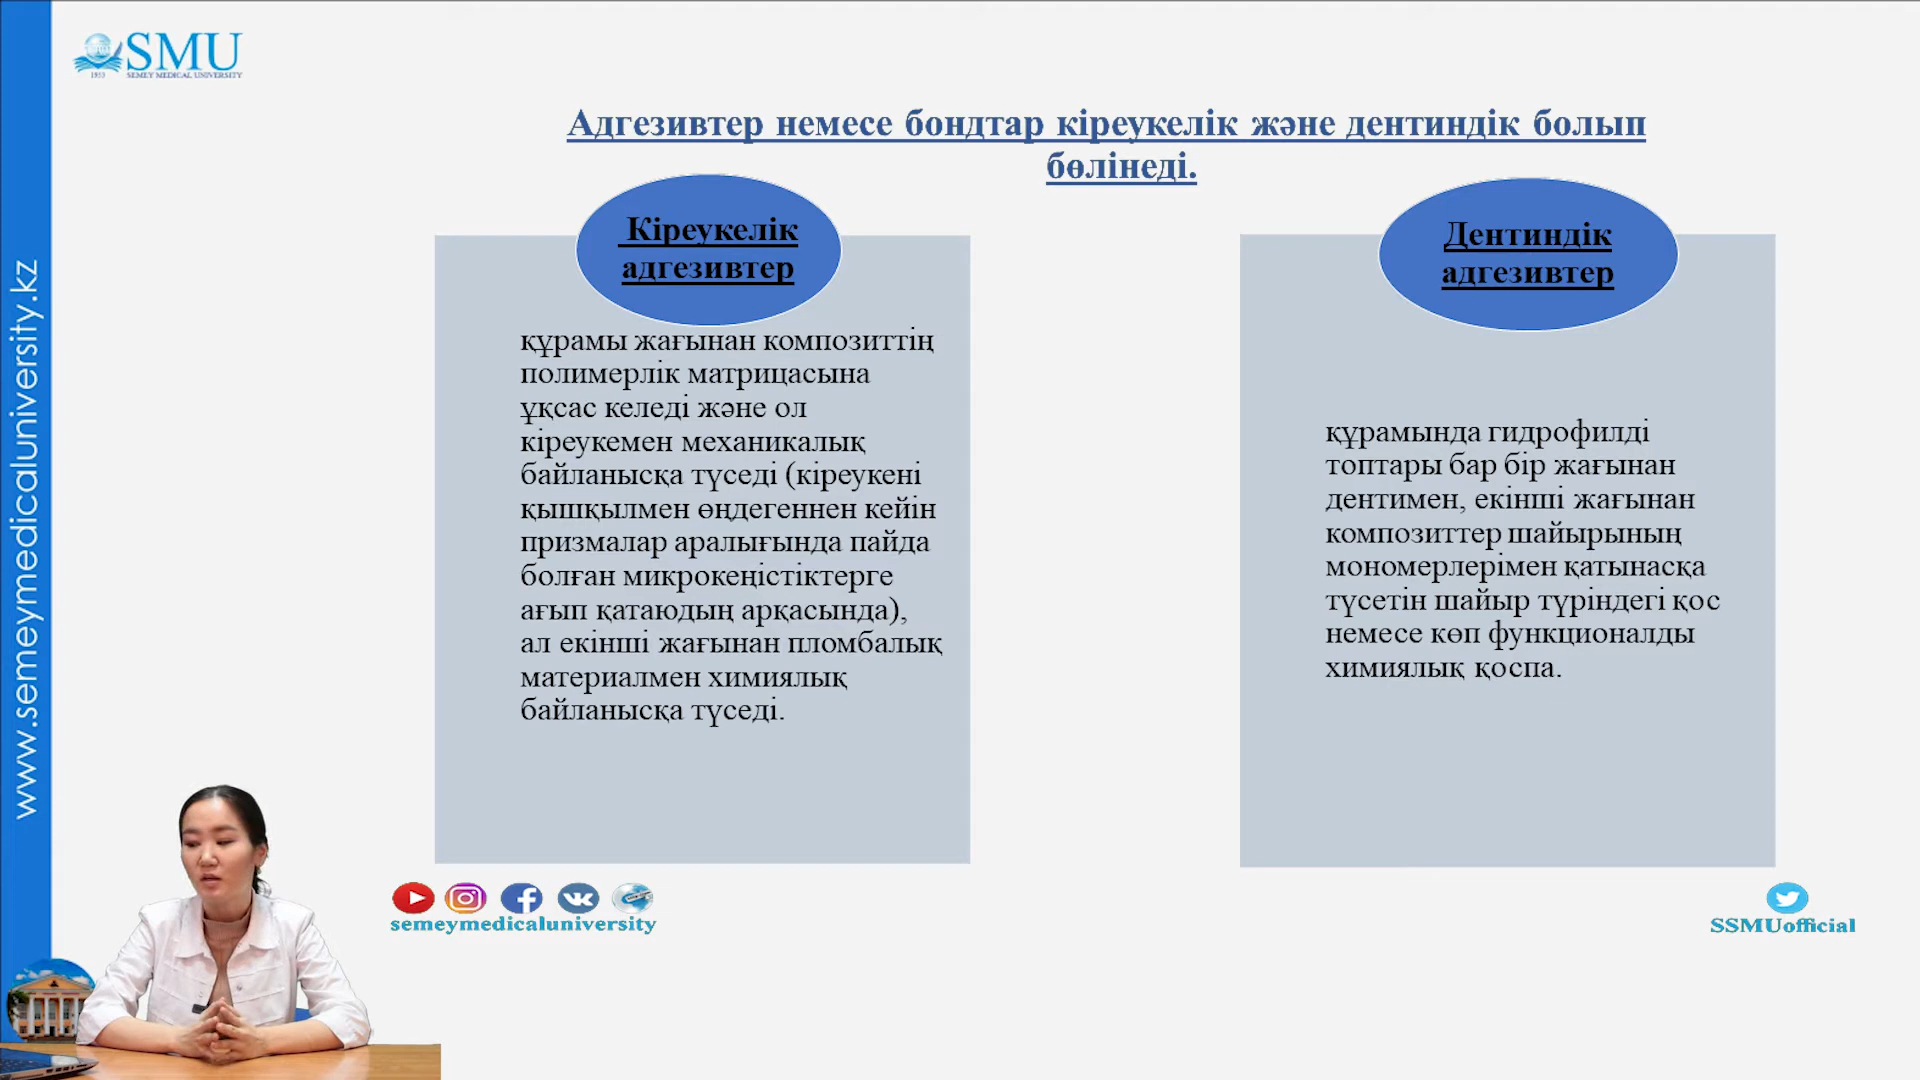 SMU
1953 SEMEY MEDICAL UNIVERSITY
www.semeymedicaluniversity.kz
Адгезивтер немесе бондтар кіреукелік және дентиндік болып
бөлінеді.
Кіреукелік
адгезивтер
құрамы жағынан композиттің
полимерлік матрицасына
ұқсас келеді және ол
кіреукемен механикалық
байланысқа түседі (кіреукені
қышқылмен өңдегеннен кейін
призмалар аралығында пайда
болған микрокеңістіктерге
ағып қатаюдың арқасында),
ал екінші жағынан пломбалық
материалмен химиялық
байланысқа түседі.
Дентиндік
адгезивтер
құрамында гидрофилді
топтары бар бір жағынан
дентимен, екінші жағынан
композиттер шайырының
мономерлерімен қатынасқа
түсетін шайыр түріндегі қос
немесе көп функционалды
химиялық қоспа.
semeymedicaluniversity
SSMUofficial